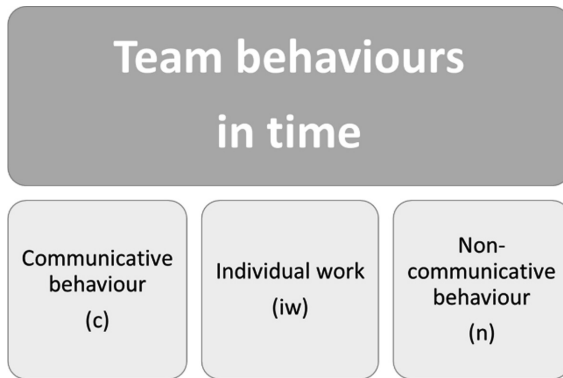 Team behaviours
in time
Communicative
behaviour
(c)
Individual work
(iw)
Non-
communicative
behaviour
(n)